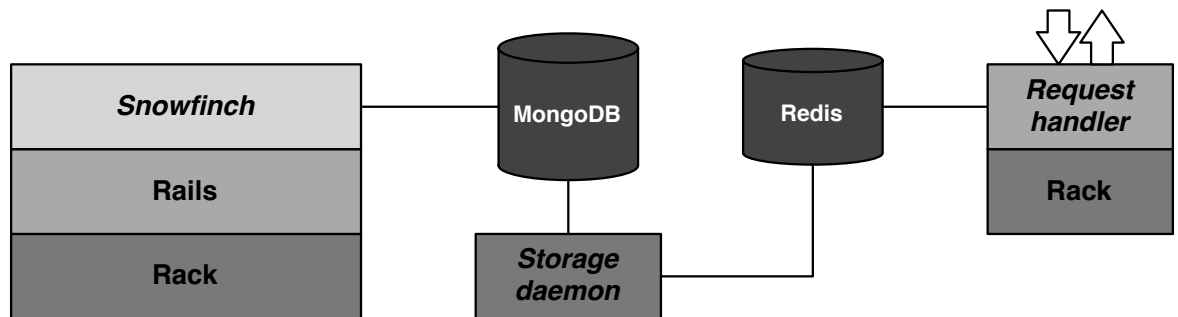 Snowfinch
Rails
Rack
MongoDB
Storage
daemon
Redis
Request
handler
Rack